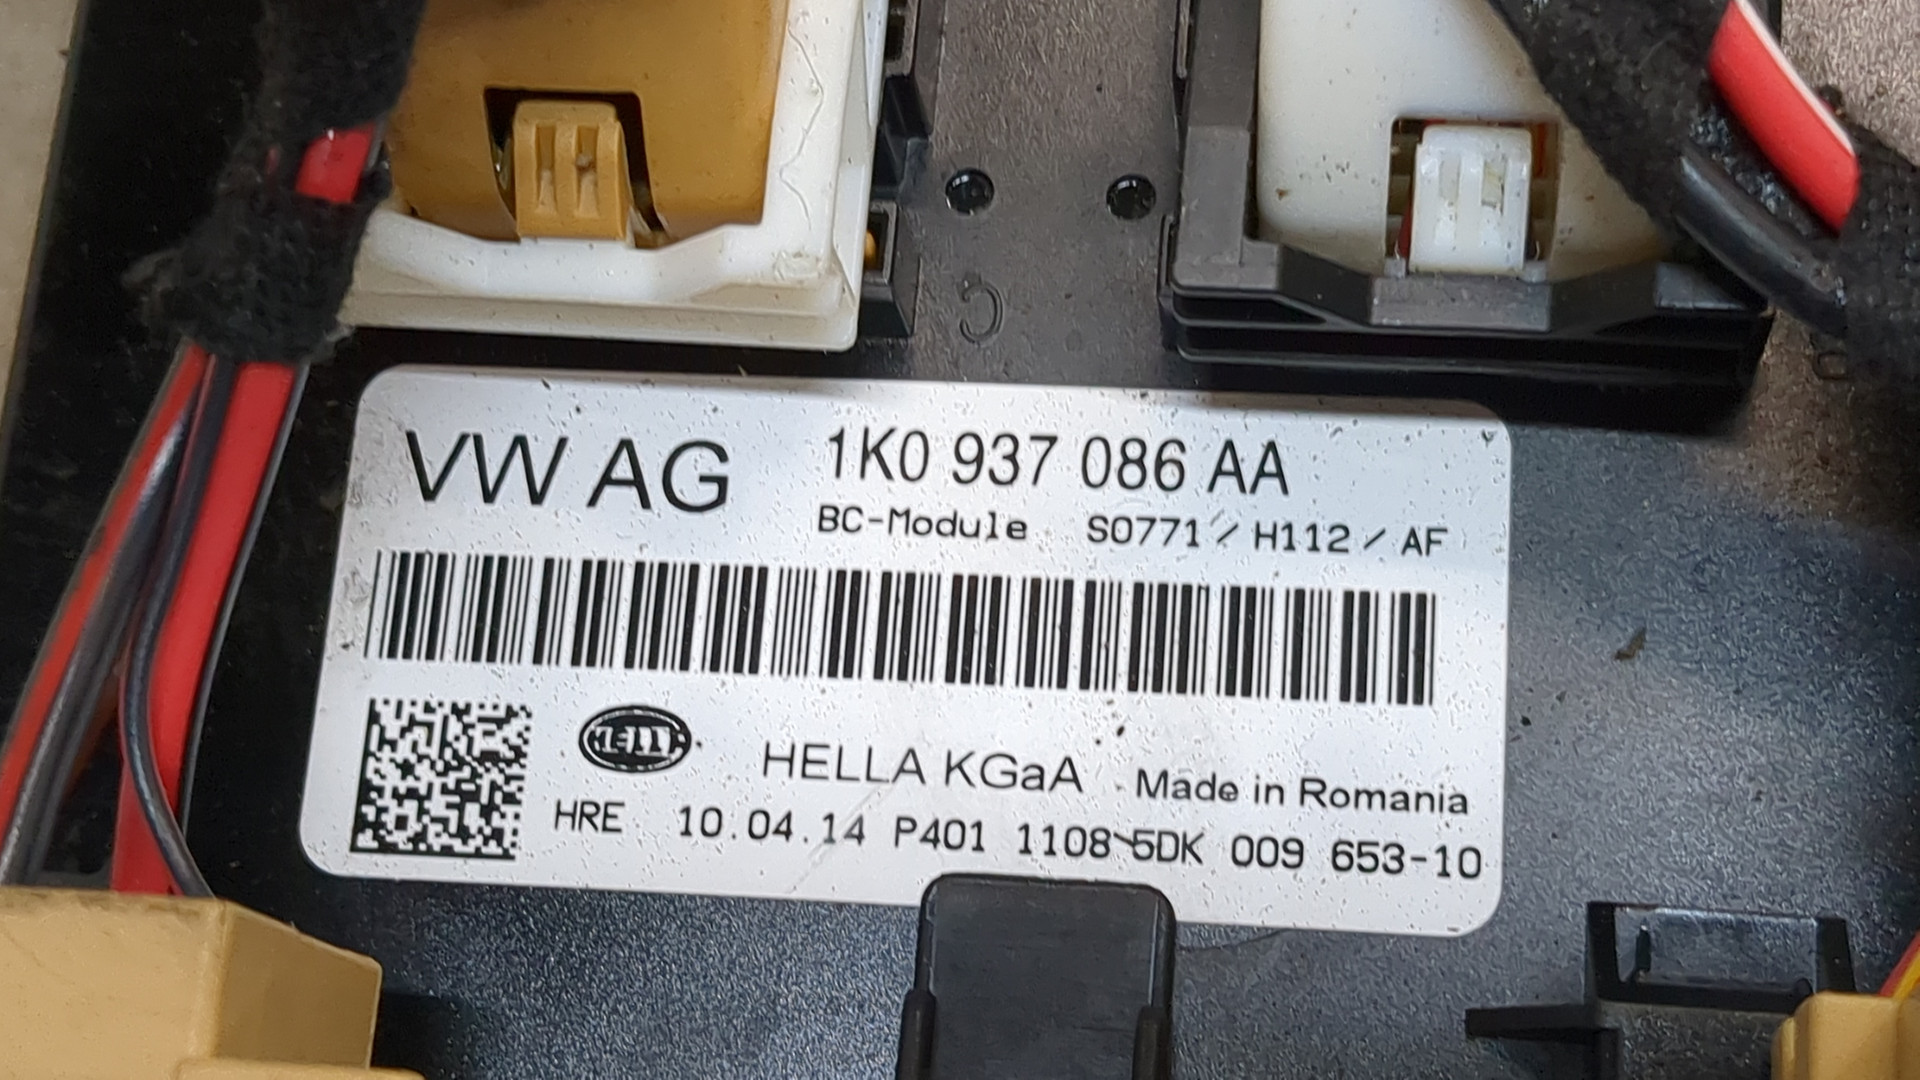 VW AG 1K0 937 086 AA
BC-Module S0771 / H112 / AF
HELLA
HELLA KGaA Made in Romania
HRE 10.04.14 P401 1108 5DK 009 653-10
C